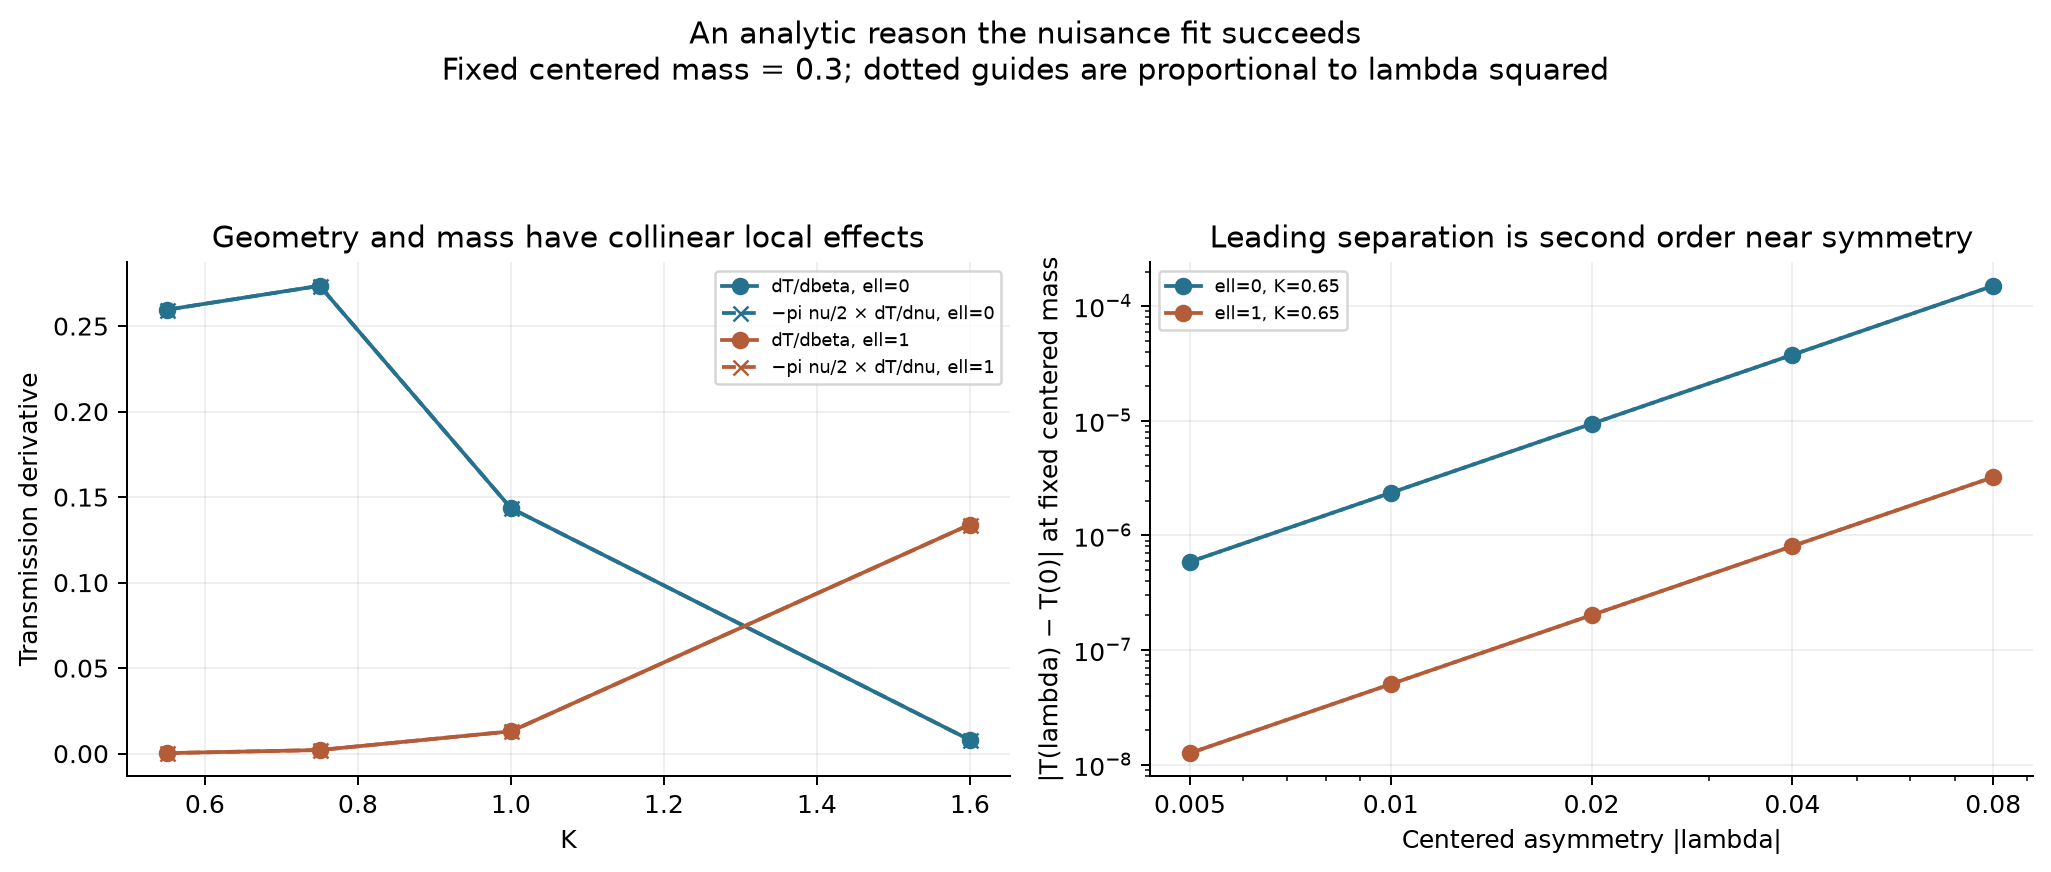 An analytic reason the nuisance fit succeeds
Fixed centered mass = 0.3; dotted guides are proportional to lambda squared
Geometry and mass have collinear local effects
Transmission derivative
0.25
0.20
0.15
0.10
0.05
0.00
dT/dbeta, ell=0
−pi nu/2 × dT/dnu, ell=0
dT/dbeta, ell=1
−pi nu/2 × dT/dnu, ell=1
0.6 0.8 1.0 1.2 1.4 1.6
K
Leading separation is second order near symmetry
|T(lambda) − T(0)| at fixed centered mass
10⁻⁴
10⁻⁵
10⁻⁶
10⁻⁷
10⁻⁸
ell=0, K=0.65
ell=1, K=0.65
0.005 0.01 0.02 0.04 0.08
Centered asymmetry |lambda|